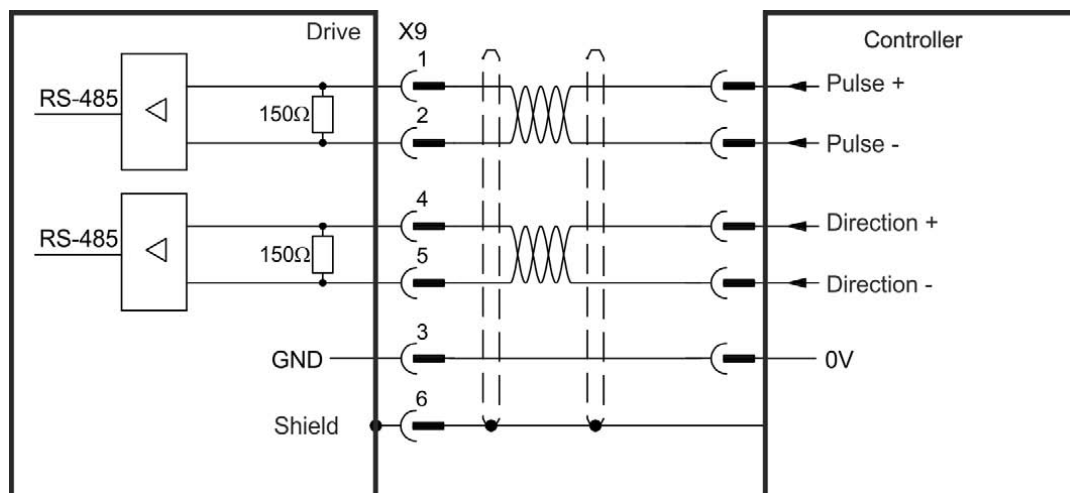 Drive X9 Controller
1
RS-485 150Ω Pulse +
2
Pulse -
4
RS-485 150Ω Direction +
5
Direction -
3
GND 0V
6
Shield